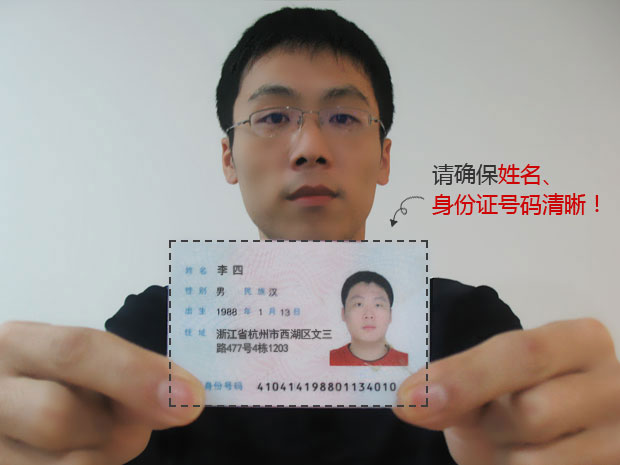 请确保姓名、
身份证号码清晰！
姓名 李四
性别 男 民族 汉
出生 1988 年 1 月 13 日
住址 浙江省杭州市西湖区文三
路477号4栋1203
身份号码 410414198801134010